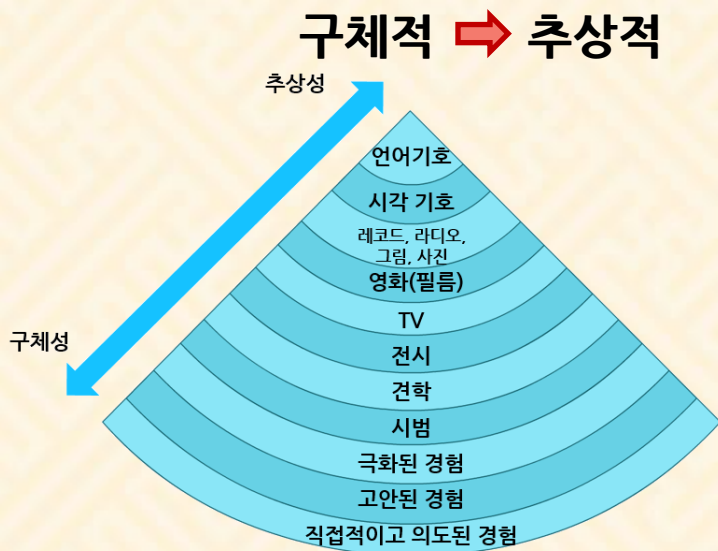 구체적 추상적
추상성
언어기호
시각 기호
레코드, 라디오,
그림, 사진
영화(필름)
TV
구체성
전시
견학
시범
극화된 경험
고안된 경험
직접적이고 의도된 경험